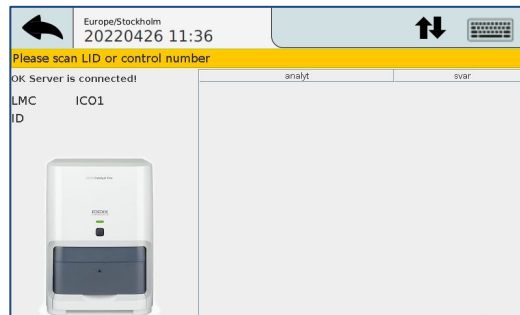 Europe/Stockholm
20220426 11:36
Please scan LID or control number
OK Server is connected!
analyt svar
LMC ICO1
ID
IDEXX